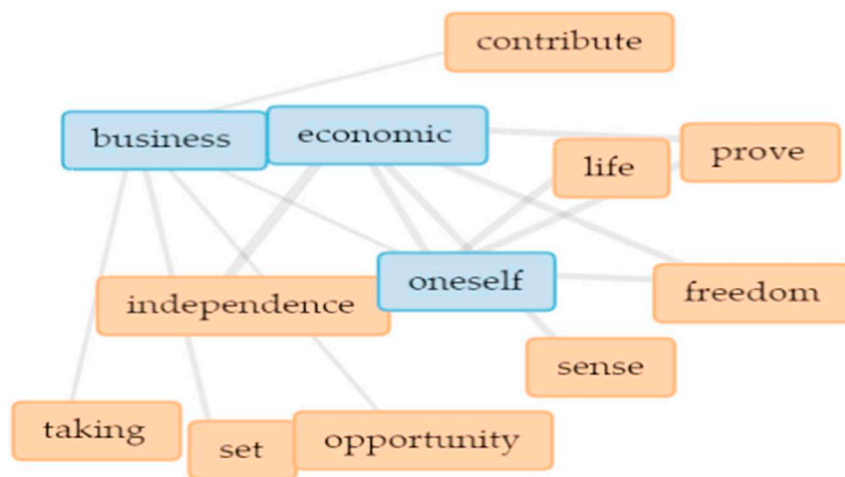 contribute
business
economic
life
prove
independence
oneself
freedom
sense
taking
set
opportunity